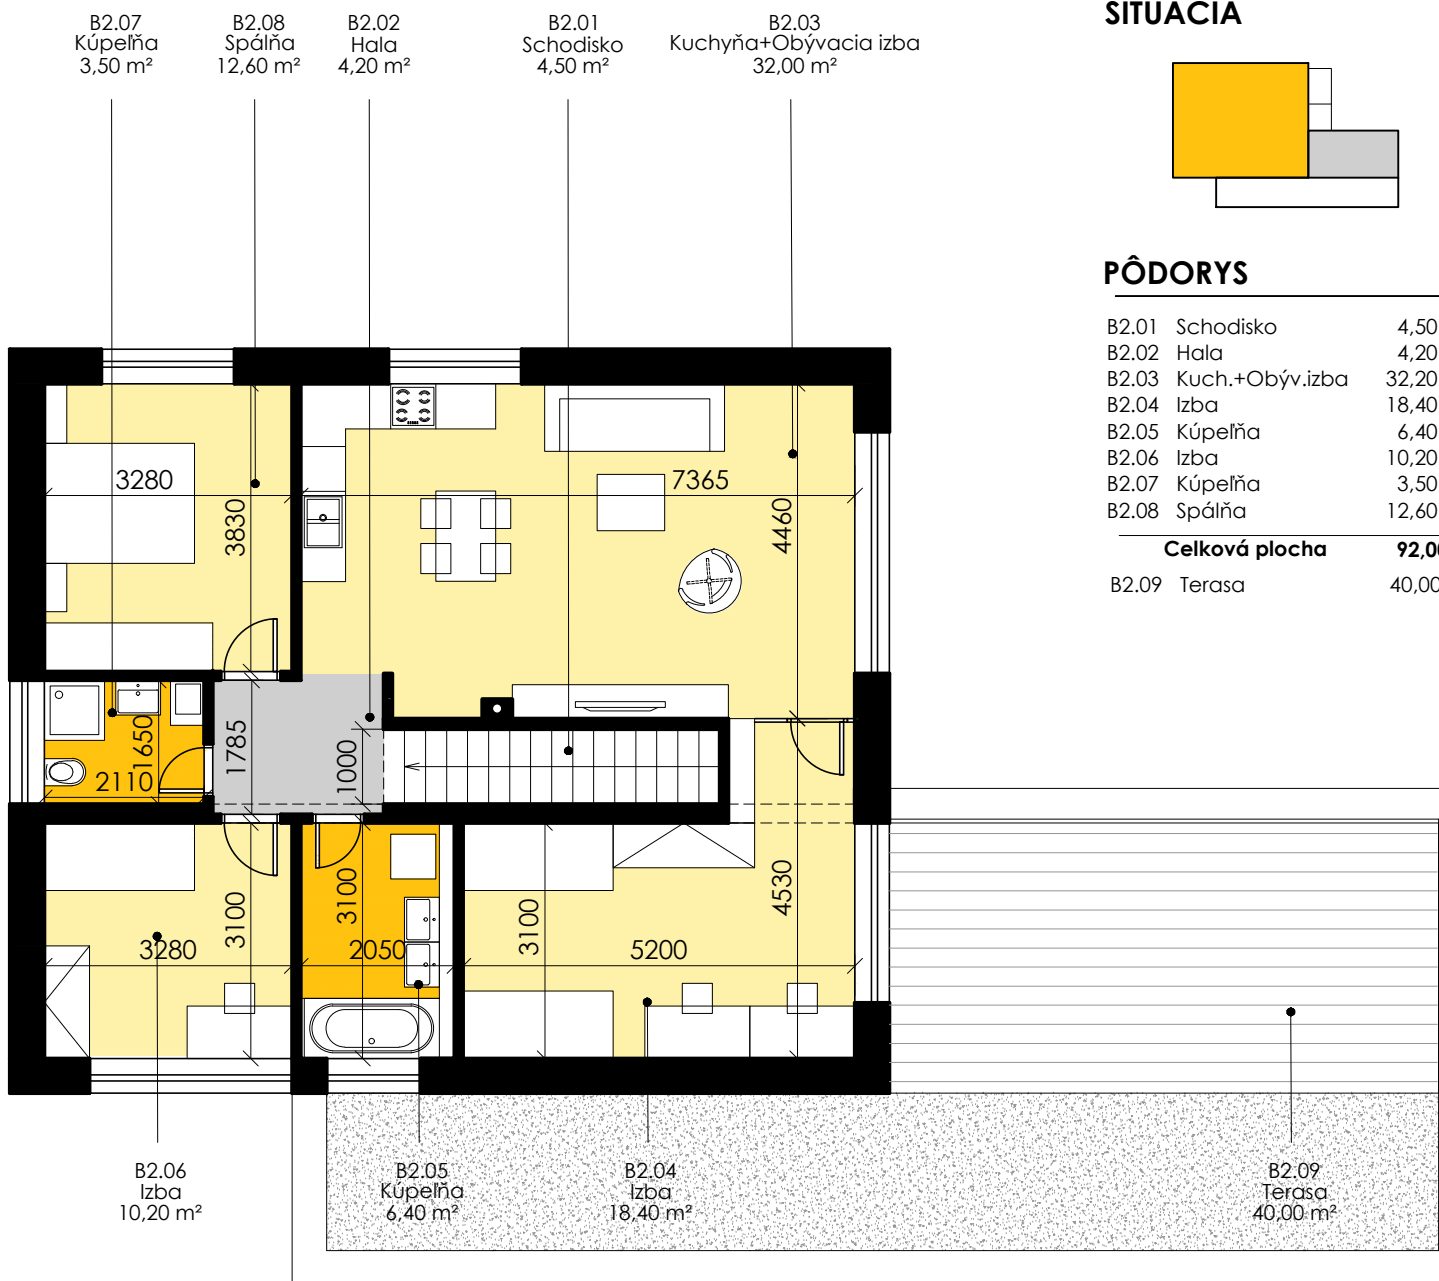 B2.07
Kúpeľňa
3,50 m²
B2.08
Spálňa
12,60 m²
B2.02
Hala
4,20 m²
B2.01
Schodisko
4,50 m²
B2.03
Kuchyňa+Obývacia izba
32,00 m²
SITUÁCIA
PÔDORYS
B2.01 Schodisko 4,50
B2.02 Hala 4,20
B2.03 Kuch.+Obýv.izba 32,20
B2.04 Izba 18,40
B2.05 Kúpeľňa 6,40
B2.06 Izba 10,20
B2.07 Kúpeľňa 3,50
B2.08 Spálňa 12,60
Celková plocha 92,00
B2.09 Terasa 40,00
3280
3830
7365
4460
1650
2110
1785
1000
3100
3280
3100
2050
3100
5200
4530
B2.06
Izba
10,20 m²
B2.05
Kúpeľňa
6,40 m²
B2.04
Izba
18,40 m²
B2.09
Terasa
40,00 m²